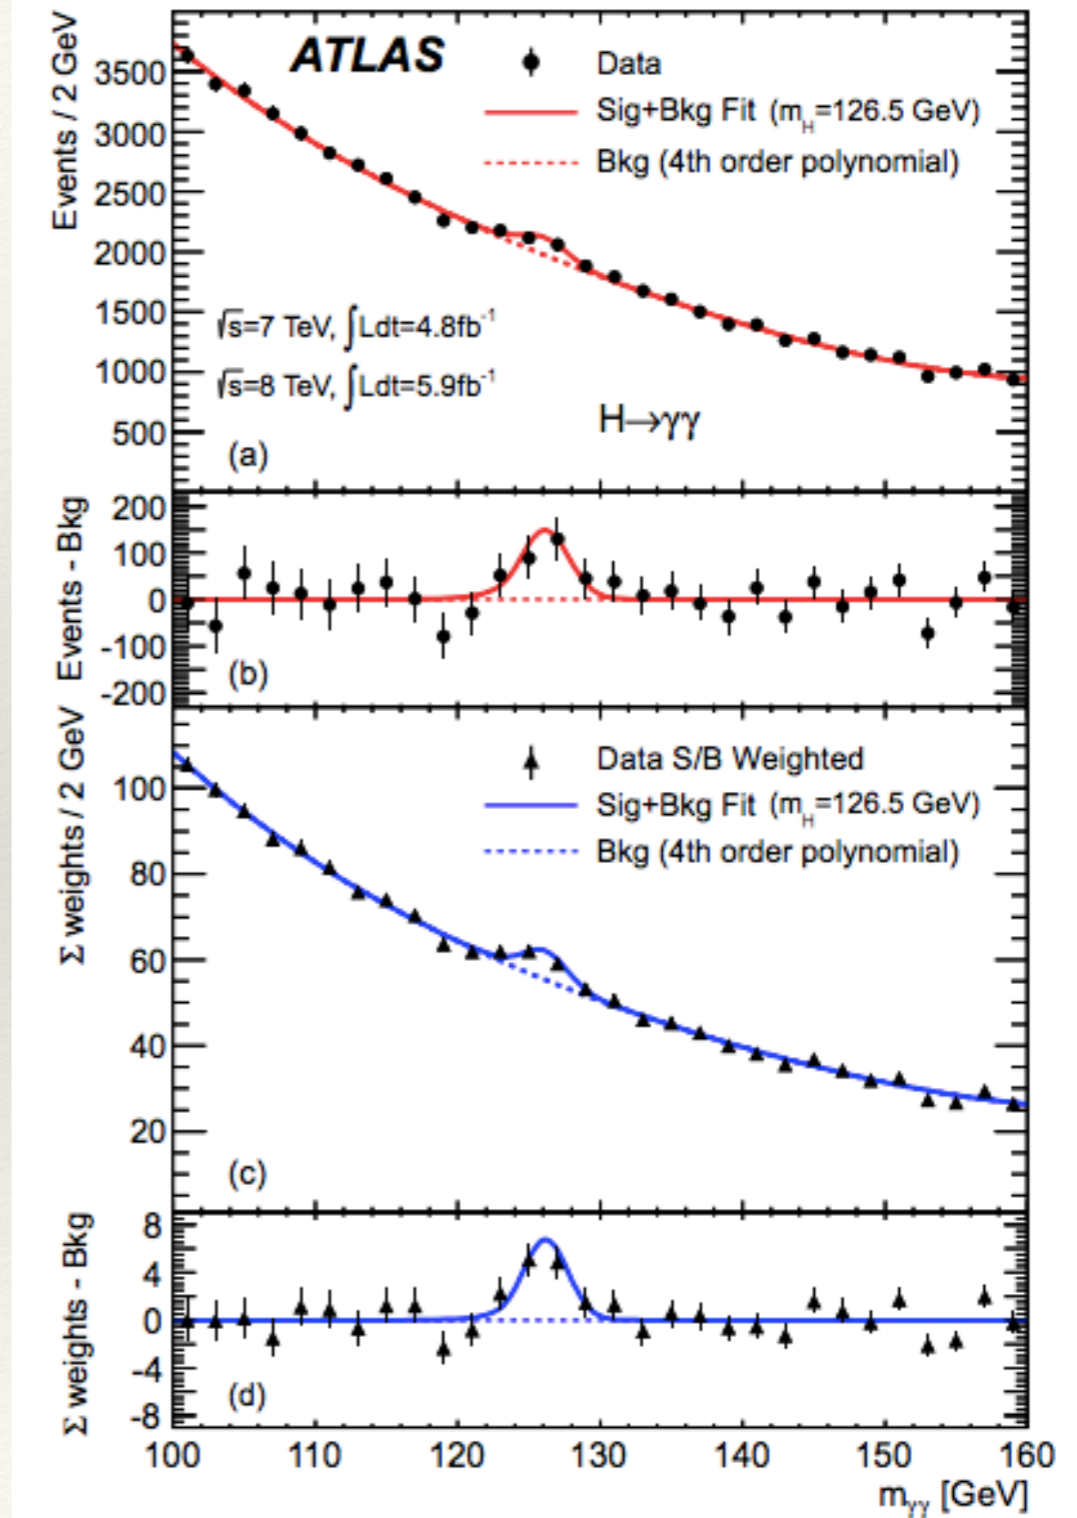 ATLAS
Data
Sig+Bkg Fit (mH=126.5 GeV)
Bkg (4th order polynomial)
Events / 2 GeV
3500
3000
2500
2000
1500
1000
500
√s=7 TeV, ∫Ldt=4.8fb⁻¹
√s=8 TeV, ∫Ldt=5.9fb⁻¹
H→γγ
(a)
Events - Bkg
200
100
0
-100
-200
(b)
Σ weights / 2 GeV
100
80
60
40
20
Data S/B Weighted
Sig+Bkg Fit (mH=126.5 GeV)
Bkg (4th order polynomial)
(c)
Σ weights - Bkg
8
4
0
-4
-8
(d)
100 110 120 130 140 150 160
mγγ [GeV]